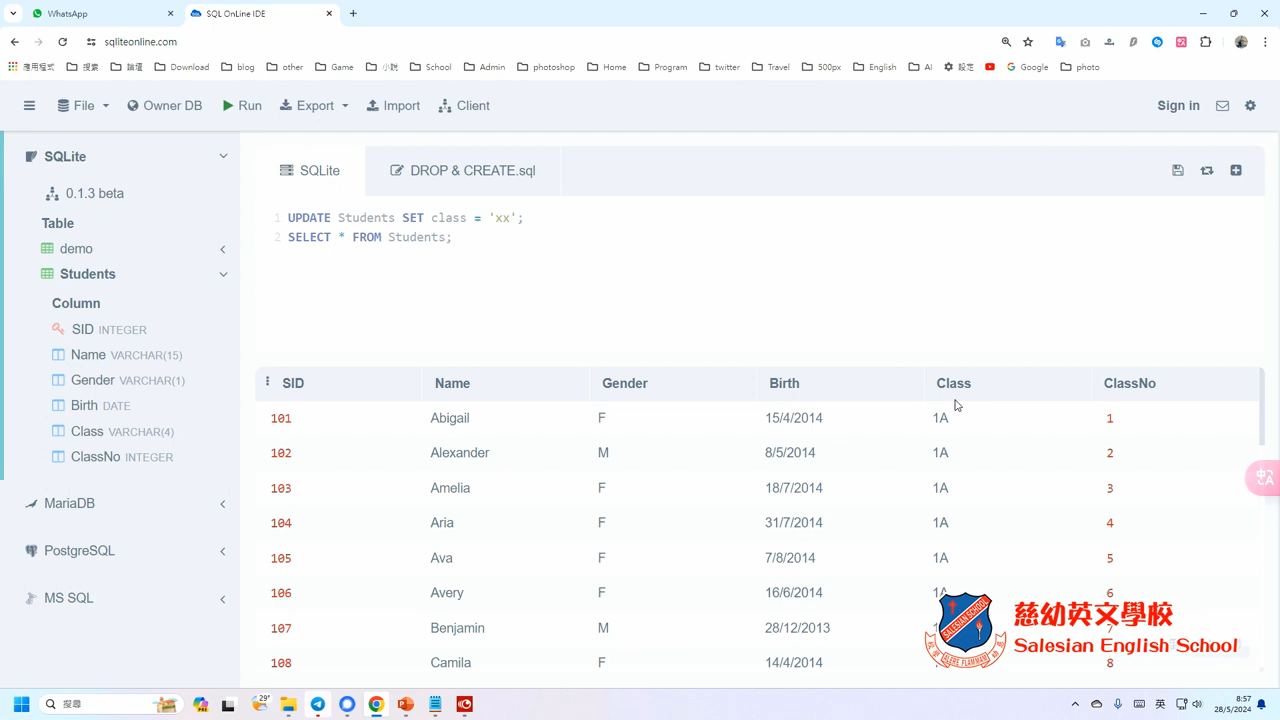 WhatsApp
SQL OnLine IDE
sqliteonline.com
應用程式
搜索
論壇
Download
blog
other
Game
小說
School
Admin
photoshop
Home
Program
twitter
Travel
500px
English
AI
設定
Google
photo
File
Owner DB
Run
Export
Import
Client
Sign in
SQLite
0.1.3 beta
Table
demo
Students
Column
SID INTEGER
Name VARCHAR(15)
Gender VARCHAR(1)
Birth DATE
Class VARCHAR(4)
ClassNo INTEGER
MariaDB
PostgreSQL
MS SQL
SQLite
DROP & CREATE.sql
1 UPDATE Students SET class = 'xx';
2 SELECT * FROM Students;
SID Name Gender Birth Class ClassNo
101 Abigail F 15/4/2014 1A 1
102 Alexander M 8/5/2014 1A 2
103 Amelia F 18/7/2014 1A 3
104 Aria F 31/7/2014 1A 4
105 Ava F 7/8/2014 1A 5
106 Avery F 16/6/2014 1A 6
107 Benjamin M 28/12/2013 7
108 Camila F 14/4/2014 8
慈幼英文學校
Salesian English School
搜尋
29°
英
8:57
28/5/2024